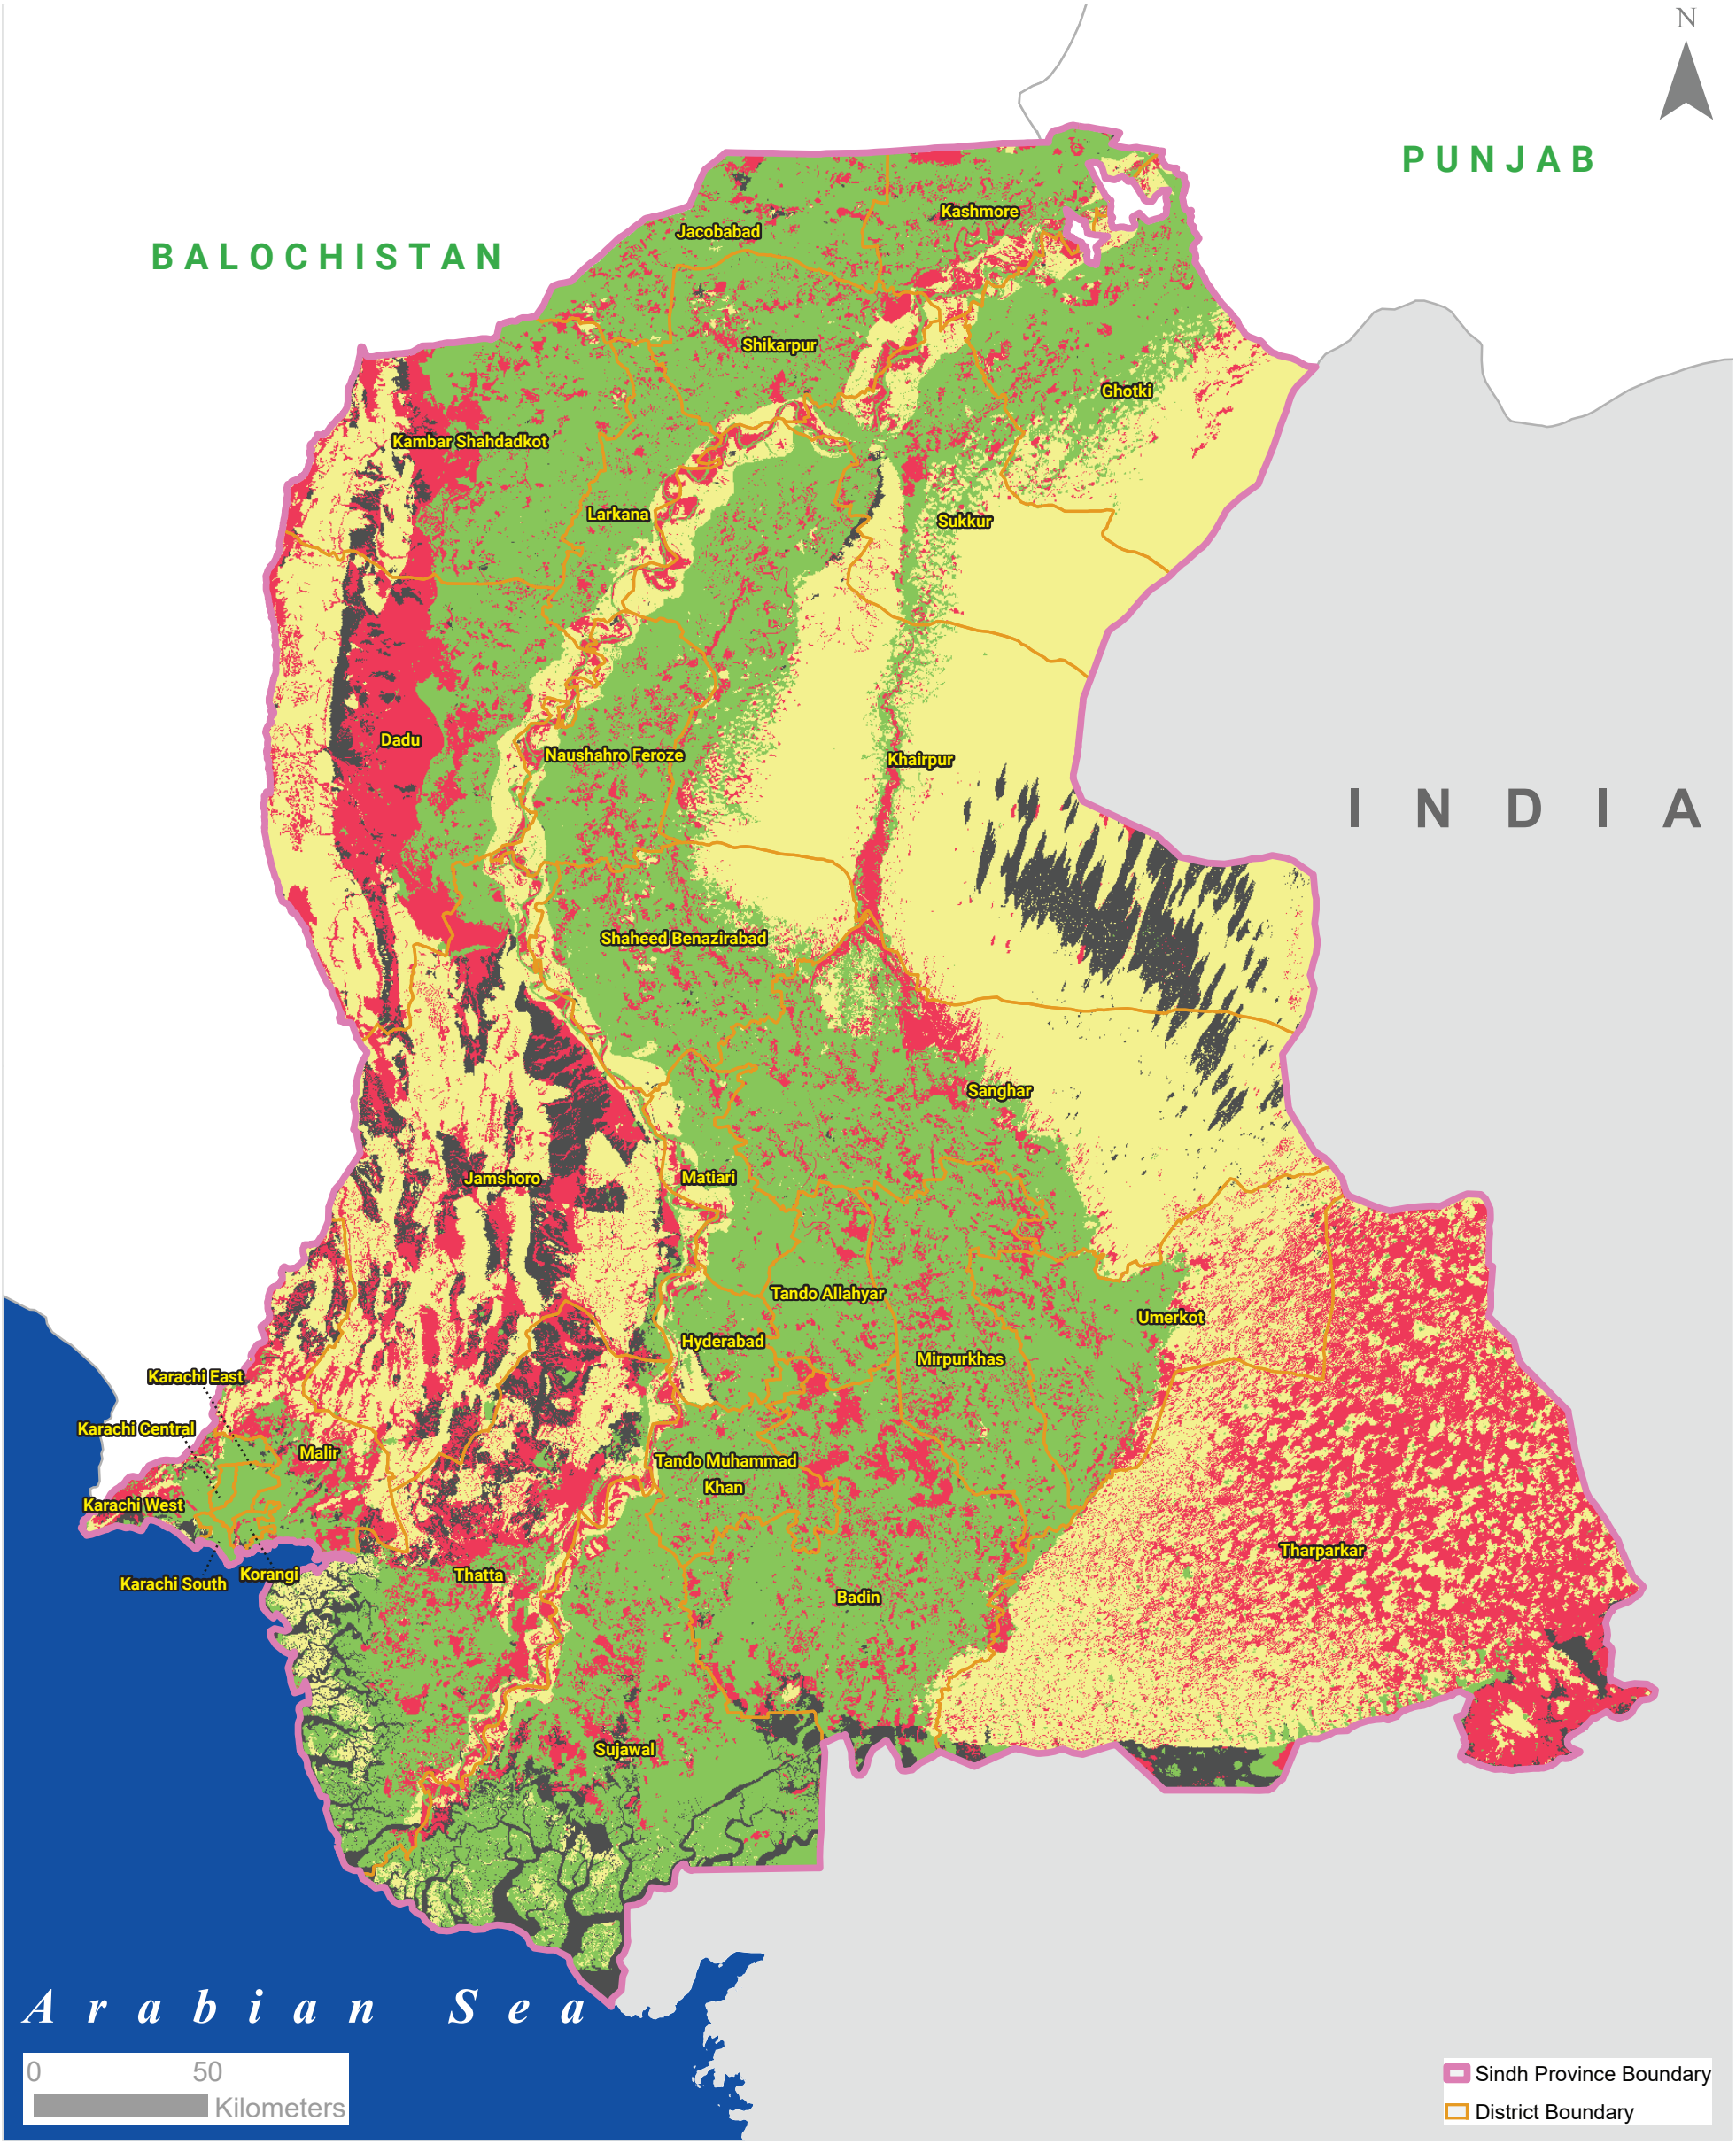 N
PUNJAB
BALOCHISTAN
Kashmore
Jacobabad
Shikarpur
Ghotki
Kambar Shahdadkot
Larkana
Sukkur
Dadu
Naushahro Feroze
Khairpur
INDIA
Shaheed Benazirabad
Sanghar
Jamshoro
Matiari
Tando Allahyar
Umerkot
Hyderabad
Mirpurkhas
Karachi East
Karachi Central
Malir
Tando Muhammad
Khan
Karachi West
Tharparkar
Karachi South
Korangi
Thatta
Badin
Sujawal
Arabian Sea
0 50
Kilometers
Sindh Province Boundary
District Boundary